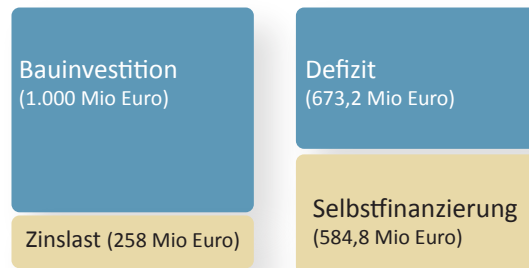 Bauinvestition
(1.000 Mio Euro)
Zinslast (258 Mio Euro)
Defizit
(673,2 Mio Euro)
Selbstfinanzierung
(584,8 Mio Euro)